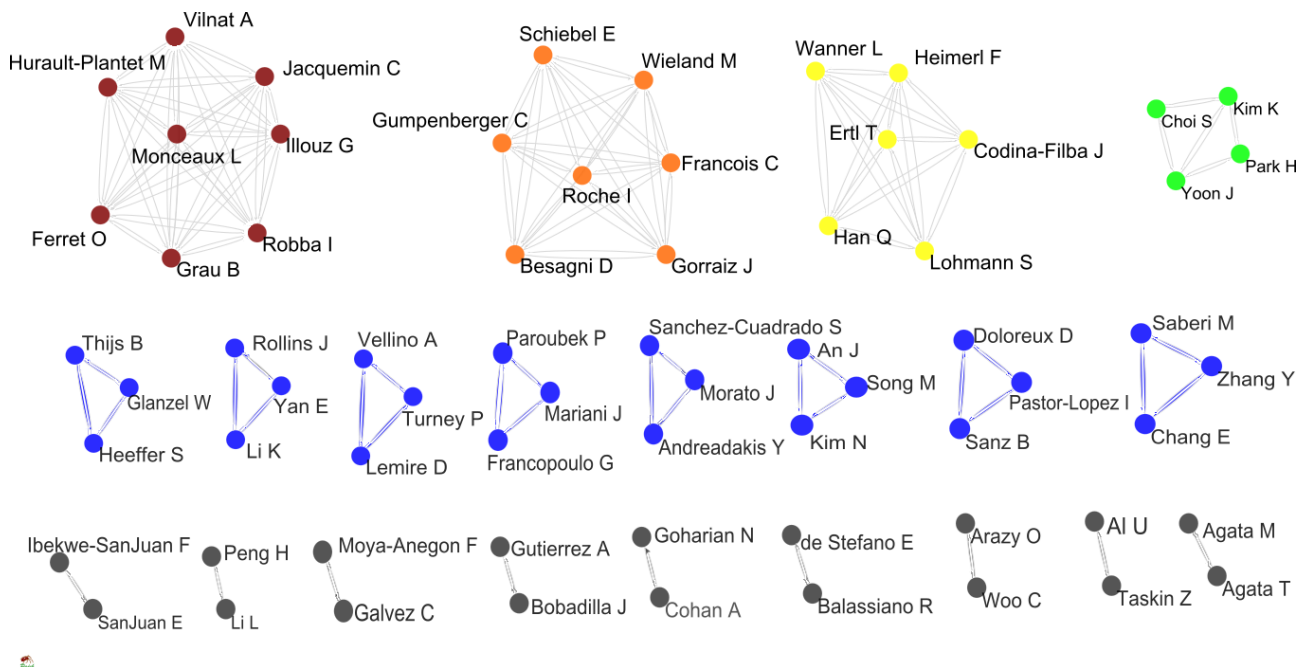 Vilnat A
Hurault-Plantet M
Jacquemin C
Monceaux L
Illouz G
Ferret O
Robba I
Grau B
Schiebel E
Wieland M
Gumpenberger C
Francois C
Roche I
Besagni D
Gorraiz J
Wanner L
Heimerl F
Ertl T
Codina-Filba J
Han Q
Lohmann S
Kim K
Choi S
Park H
Yoon J
Thijs B
Glanzel W
Heeffer S
Rollins J
Yan E
Li K
Vellino A
Turney P
Lemire D
Paroubek P
Mariani J
Francopoulo G
Sanchez-Cuadrado S
Morato J
Andreadakis Y
An J
Song M
Kim N
Doloreux D
Pastor-Lopez I
Sanz B
Saberi M
Zhang Y
Chang E
Ibekwe-SanJuan F
SanJuan E
Peng H
Li L
Moya-Anegon F
Galvez C
Gutierrez A
Bobadilla J
Goharian N
Cohan A
de Stefano E
Balassiano R
Arazy O
Woo C
Al U
Taskin Z
Agata M
Agata T